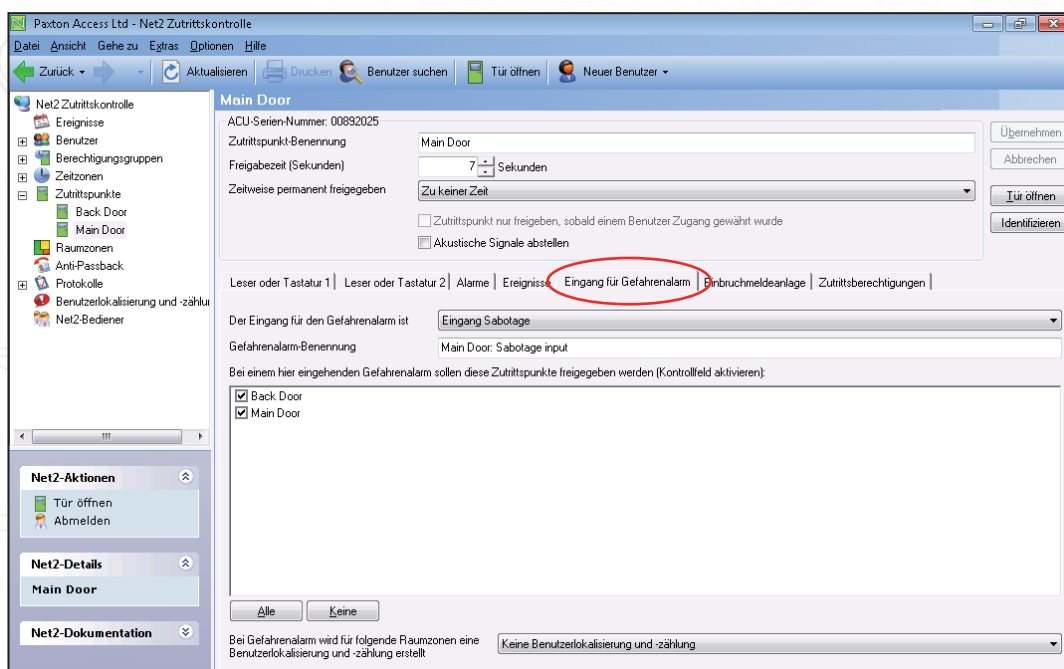 Paxton Access Ltd - Net2 Zutrittskontrolle
Datei Ansicht Gehe zu Extras Optionen Hilfe
Zurück Aktualisieren Drucken Benutzer suchen Tür öffnen Neuer Benutzer
Net2 Zutrittskontrolle
Ereignisse
Benutzer
Berechtigungsgruppen
Zeitzonen
Zutrittspunkte
Back Door
Main Door
Raumzonen
Anti-Passback
Protokolle
Benutzerlokalisierung und -zählu
Net2-Bediener
Net2-Aktionen
Tür öffnen
Abmelden
Net2-Details
Main Door
Net2-Dokumentation
Main Door
ACU-Serien-Nummer: 00892025
Zutrittspunkt-Benennung Main Door
Freigabezeit (Sekunden) 7 Sekunden
Zeitweise permanent freigegeben Zu keiner Zeit
Zutrittspunkt nur freigeben, sobald einem Benutzer Zugang gewährt wurde
Akustische Signale abstellen
Übernehmen
Abbrechen
Tür öffnen
Identifizieren
Leser oder Tastatur 1 Leser oder Tastatur 2 Alarme Ereignisse Eingang für Gefahrenalarm Einbruchmeldeanlage Zutrittsberechtigungen
Der Eingang für den Gefahrenalarm ist Eingang Sabotage
Gefahrenalarm-Benennung Main Door: Sabotage input
Bei einem hier eingehenden Gefahrenalarm sollen diese Zutrittspunkte freigegeben werden (Kontrollfeld aktivieren):
Back Door
Main Door
Alle Keine
Bei Gefahrenalarm wird für folgende Raumzonen eine
Benutzerlokalisierung und -zählung erstellt
Keine Benutzerlokalisierung und -zählung